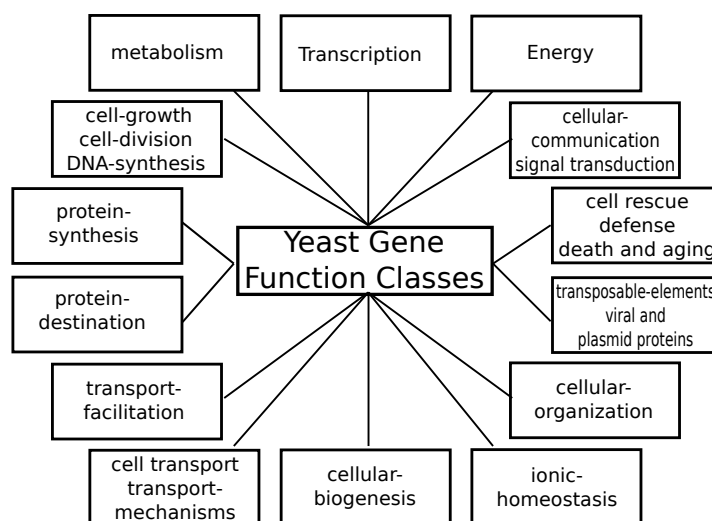 metabolism
Transcription
Energy
cell-growth
cell-division
DNA-synthesis
cellular-
communication
signal transduction
protein-
synthesis
cell rescue
defense
death and aging
Yeast Gene
Function Classes
protein-
destination
transposable-elements
viral and
plasmid proteins
transport-
facilitation
cellular-
organization
cell transport
transport-
mechanisms
cellular-
biogenesis
ionic-
homeostasis